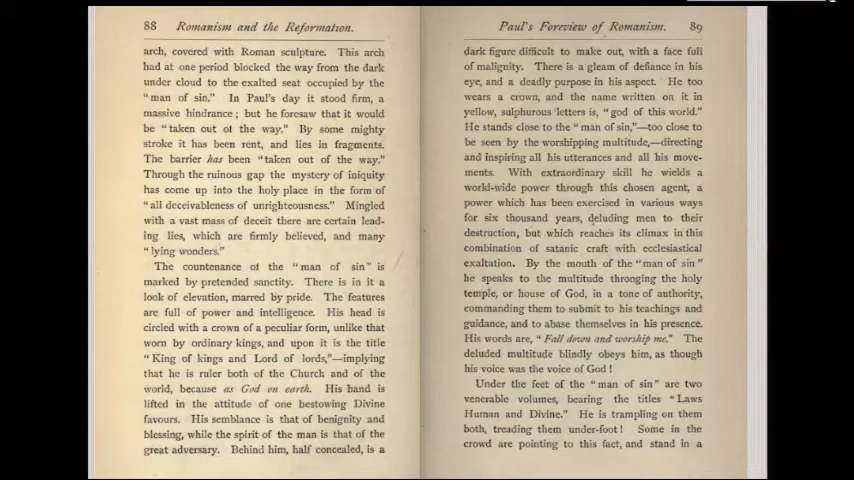 88 Romanism and the Reformation.
arch, covered with Roman sculpture. This arch
had at one period blocked the way from the dark
under cloud to the exalted seat occupied by the
“man of sin.” In Paul's day it stood firm, a
massive hindrance; but he foresaw that it would
be “taken out of the way.” By some mighty
stroke it has been rent, and lies in fragments.
The barrier has been “taken out of the way.”
Through the ruinous gap the mystery of iniquity
has come up into the holy place in the form of
“all deceivableness of unrighteousness.” Mingled
with a vast mass of deceit there are certain lead-
ing lies, which are firmly believed, and many
“lying wonders.”
The countenance of the “man of sin” is
marked by pretended sanctity. There is in it a
look of elevation, marred by pride. The features
are full of power and intelligence. His head is
circled with a crown of a peculiar form, unlike that
worn by ordinary kings, and upon it is the title
“King of kings and Lord of lords,”—implying
that he is ruler both of the Church and of the
world, because as God on earth. His hand is
lifted in the attitude of one bestowing Divine
favours. His semblance is that of benignity and
blessing, while the spirit of the man is that of the
great adversary. Behind him, half concealed, is a
Paul's Foreview of Romanism. 89
dark figure difficult to make out, with a face full
of malignity. There is a gleam of defiance in his
eye, and a deadly purpose in his aspect. He too
wears a crown, and the name written on it in
yellow, sulphurous letters is, “god of this world.”
He stands close to the “man of sin,”—too close to
be seen by the worshipping multitude,—directing
and inspiring all his utterances and all his move-
ments. With extraordinary skill he wields a
world-wide power through this chosen agent, a
power which has been exercised in various ways
for six thousand years, deluding men to their
destruction, but which reaches its climax in this
combination of satanic craft with ecclesiastical
exaltation. By the mouth of the “man of sin”
he speaks to the multitude thronging the holy
temple, or house of God, in a tone of authority,
commanding them to submit to his teachings and
guidance, and to abase themselves in his presence.
His words are, “Fall down and worship me.” The
deluded multitude blindly obeys him, as though
his voice was the voice of God!
Under the feet of the “man of sin” are two
venerable volumes, bearing the titles “Laws
Human and Divine.” He is trampling on them
both, treading them under-foot! Some in the
crowd are pointing to this fact, and stand in a